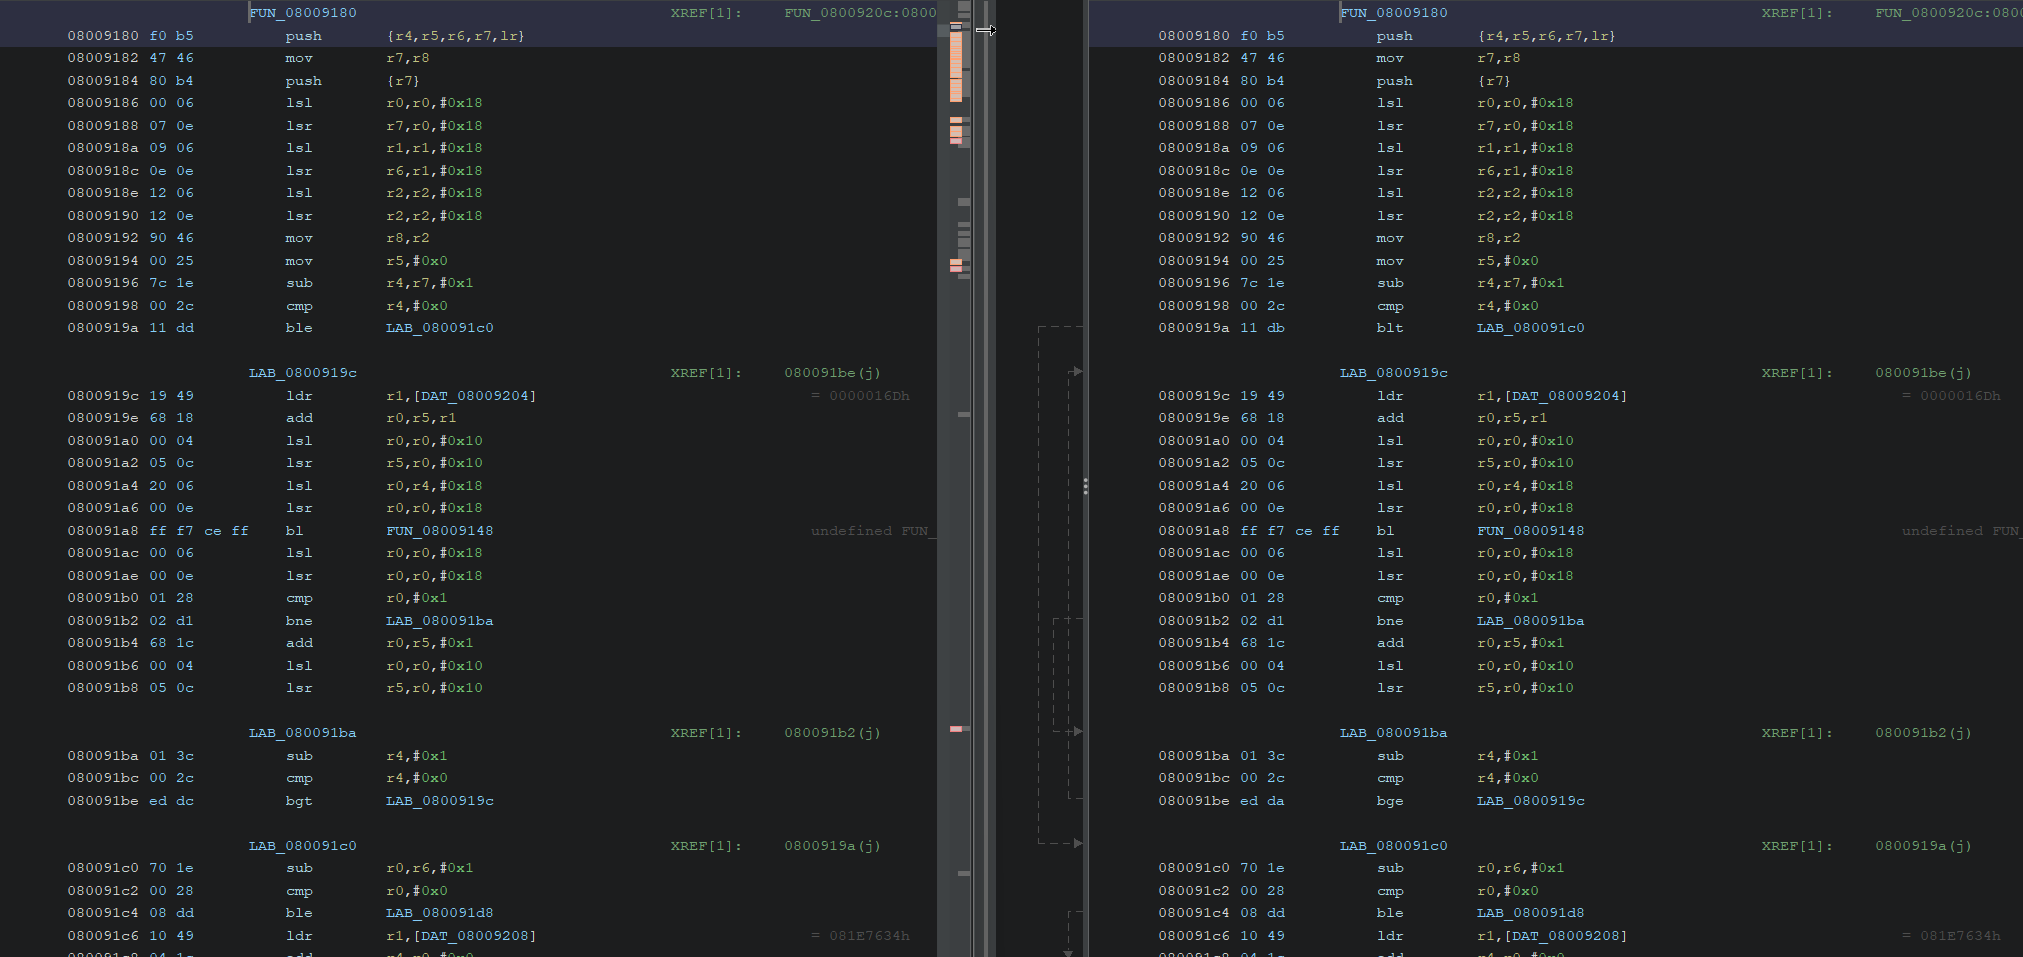 FUN_08009180 XREF[1]: FUN_0800920c:0800
08009180 f0 b5 push {r4,r5,r6,r7,lr}
08009182 47 46 mov r7,r8
08009184 80 b4 push {r7}
08009186 00 06 lsl r0,r0,#0x18
08009188 07 0e lsr r7,r0,#0x18
0800918a 09 06 lsl r1,r1,#0x18
0800918c 0e 0e lsr r6,r1,#0x18
0800918e 12 06 lsl r2,r2,#0x18
08009190 12 0e lsr r2,r2,#0x18
08009192 90 46 mov r8,r2
08009194 00 25 mov r5,#0x0
08009196 7c 1e sub r4,r7,#0x1
08009198 00 2c cmp r4,#0x0
0800919a 11 dd ble LAB_080091c0
LAB_0800919c XREF[1]: 080091be(j)
0800919c 19 49 ldr r1,[DAT_08009204] = 0000016Dh
0800919e 68 18 add r0,r5,r1
080091a0 00 04 lsl r0,r0,#0x10
080091a2 05 0c lsr r5,r0,#0x10
080091a4 20 06 lsl r0,r4,#0x18
080091a6 00 0e lsr r0,r0,#0x18
080091a8 ff f7 ce ff bl FUN_08009148 undefined FUN_
080091ac 00 06 lsl r0,r0,#0x18
080091ae 00 0e lsr r0,r0,#0x18
080091b0 01 28 cmp r0,#0x1
080091b2 02 d1 bne LAB_080091ba
080091b4 68 1c add r0,r5,#0x1
080091b6 00 04 lsl r0,r0,#0x10
080091b8 05 0c lsr r5,r0,#0x10
LAB_080091ba XREF[1]: 080091b2(j)
080091ba 01 3c sub r4,#0x1
080091bc 00 2c cmp r4,#0x0
080091be ed dc bgt LAB_0800919c
LAB_080091c0 XREF[1]: 0800919a(j)
080091c0 70 1e sub r0,r6,#0x1
080091c2 00 28 cmp r0,#0x0
080091c4 08 dd ble LAB_080091d8
080091c6 10 49 ldr r1,[DAT_08009208] = 081E7634h
FUN_08009180 XREF[1]: FUN_0800920c:0800
08009180 f0 b5 push {r4,r5,r6,r7,lr}
08009182 47 46 mov r7,r8
08009184 80 b4 push {r7}
08009186 00 06 lsl r0,r0,#0x18
08009188 07 0e lsr r7,r0,#0x18
0800918a 09 06 lsl r1,r1,#0x18
0800918c 0e 0e lsr r6,r1,#0x18
0800918e 12 06 lsl r2,r2,#0x18
08009190 12 0e lsr r2,r2,#0x18
08009192 90 46 mov r8,r2
08009194 00 25 mov r5,#0x0
08009196 7c 1e sub r4,r7,#0x1
08009198 00 2c cmp r4,#0x0
0800919a 11 db blt LAB_080091c0
LAB_0800919c XREF[1]: 080091be(j)
0800919c 19 49 ldr r1,[DAT_08009204] = 0000016Dh
0800919e 68 18 add r0,r5,r1
080091a0 00 04 lsl r0,r0,#0x10
080091a2 05 0c lsr r5,r0,#0x10
080091a4 20 06 lsl r0,r4,#0x18
080091a6 00 0e lsr r0,r0,#0x18
080091a8 ff f7 ce ff bl FUN_08009148 undefined FUN_
080091ac 00 06 lsl r0,r0,#0x18
080091ae 00 0e lsr r0,r0,#0x18
080091b0 01 28 cmp r0,#0x1
080091b2 02 d1 bne LAB_080091ba
080091b4 68 1c add r0,r5,#0x1
080091b6 00 04 lsl r0,r0,#0x10
080091b8 05 0c lsr r5,r0,#0x10
LAB_080091ba XREF[1]: 080091b2(j)
080091ba 01 3c sub r4,#0x1
080091bc 00 2c cmp r4,#0x0
080091be ed da bge LAB_0800919c
LAB_080091c0 XREF[1]: 0800919a(j)
080091c0 70 1e sub r0,r6,#0x1
080091c2 00 28 cmp r0,#0x0
080091c4 08 dd ble LAB_080091d8
080091c6 10 49 ldr r1,[DAT_08009208] = 081E7634h